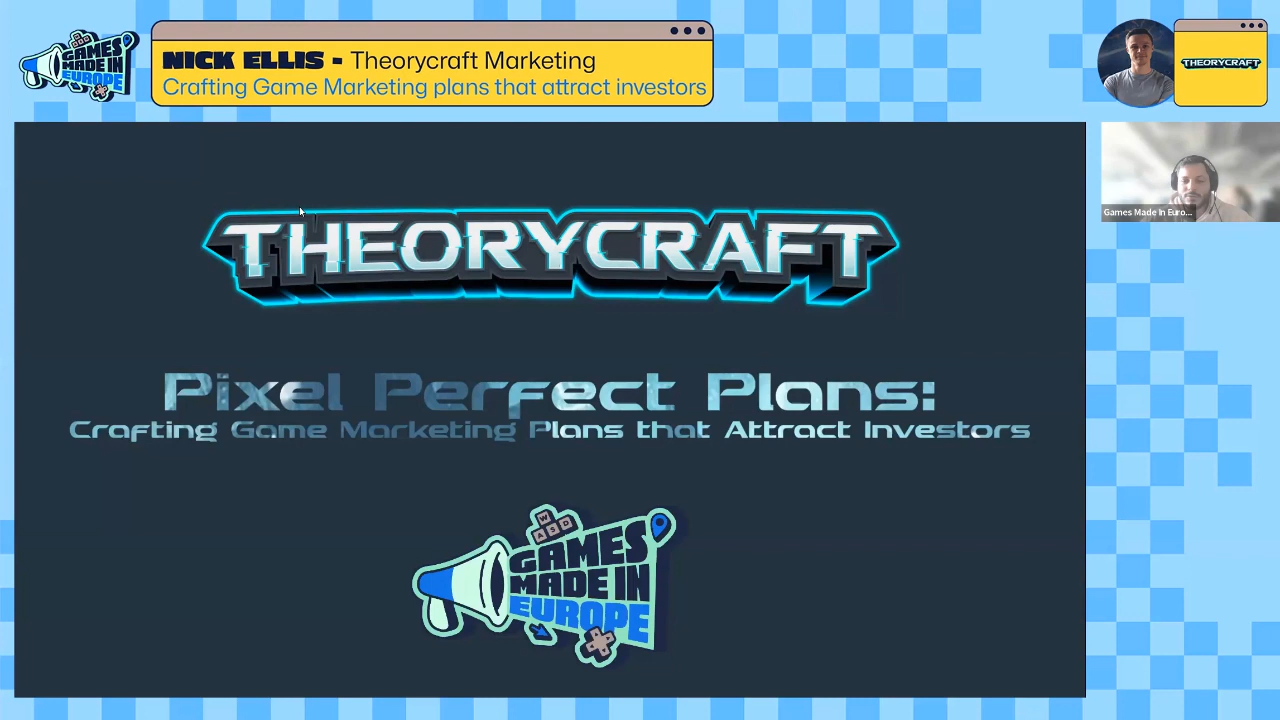 GAMES
MADE IN
EUROPE
NICK ELLIS - Theorycraft Marketing
Crafting Game Marketing plans that attract investors
THEORYCRAFT
Games Made In Euro...
THEORYCRAFT
Pixel Perfect Plans:
Crafting Game Marketing Plans that Attract Investors
W
A S D
GAMES
MADE IN
EUROPE